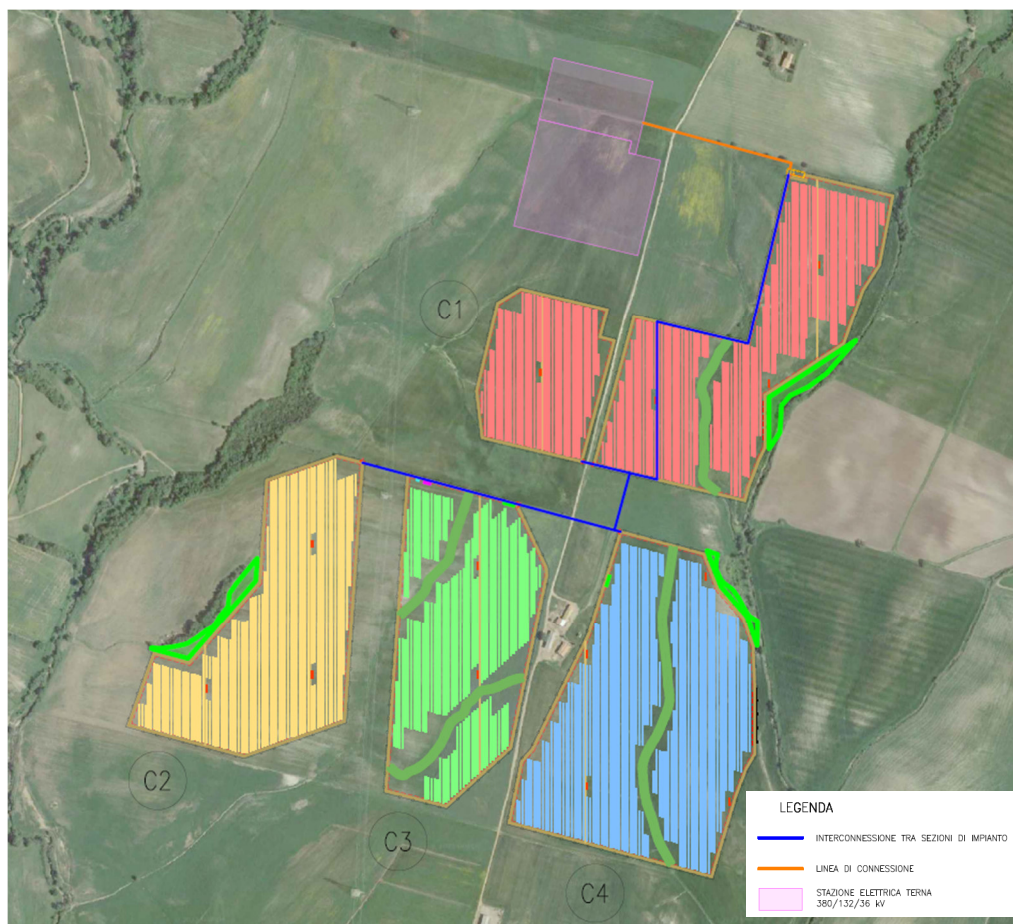 C1
C2
C3
C4
LEGENDA
INTERCONNESSIONE TRA SEZIONI DI IMPIANTO
LINEA DI CONNESSIONE
STAZIONE ELETTRICA TERNA
380/132/36 kV